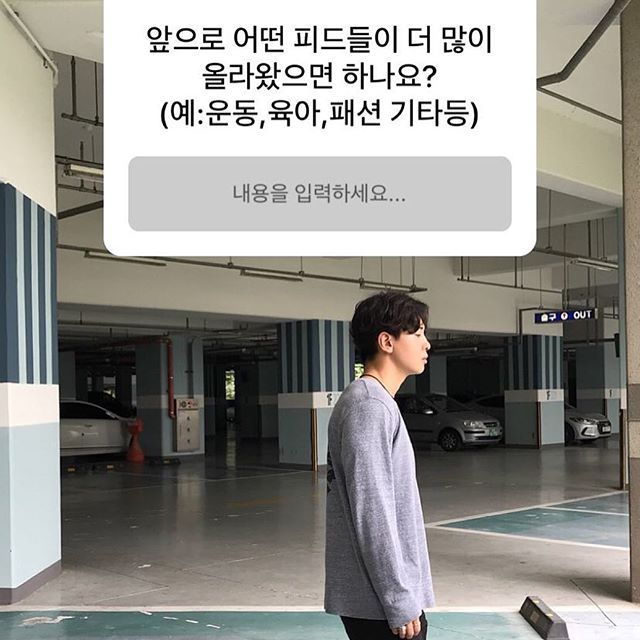 앞으로 어떤 피드들이 더 많이
올라왔으면 하나요?
(예:운동,육아,패션 기타등)
내용을 입력하세요...
출구 OUT